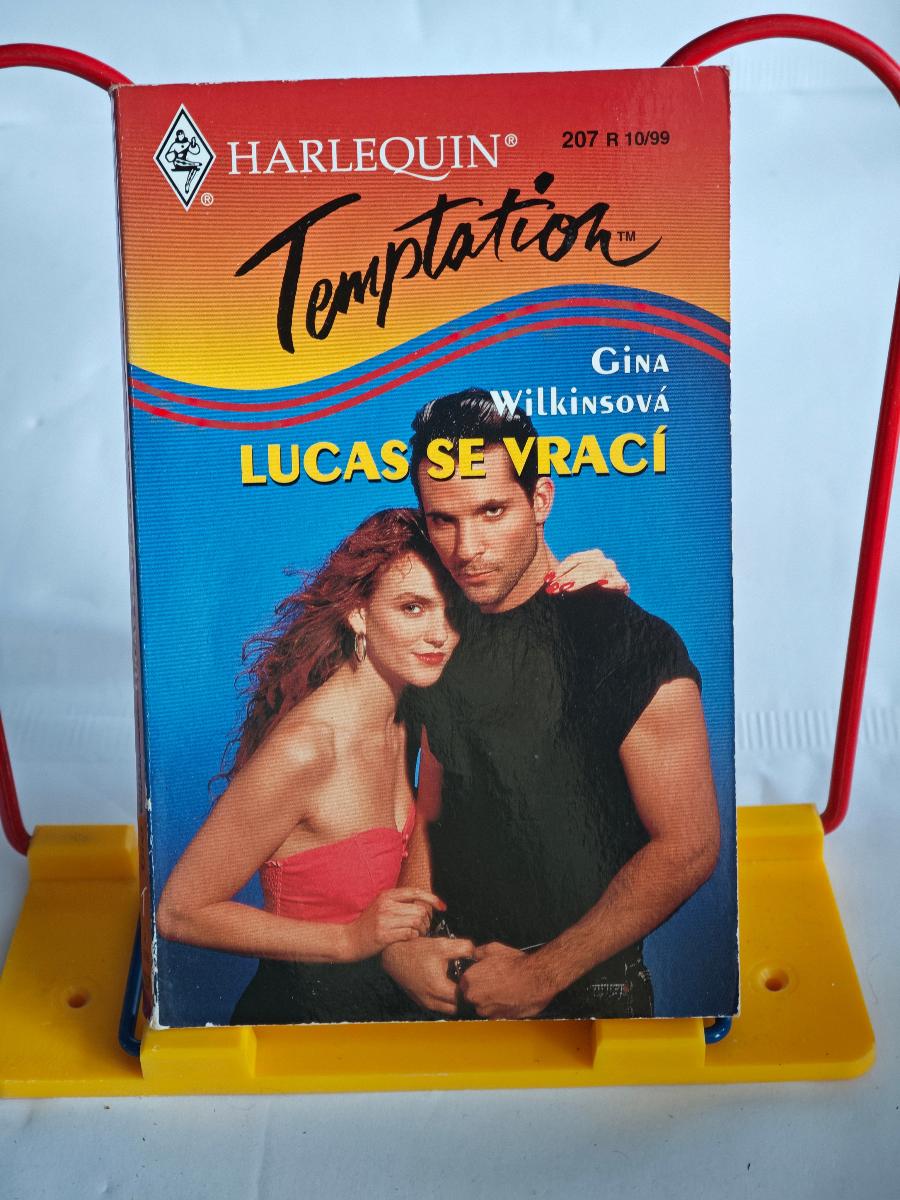 HARLEQUIN®
207 R 10/99
®
Temptation™
Gina
Wilkinsová
LUCAS SE VRACÍ